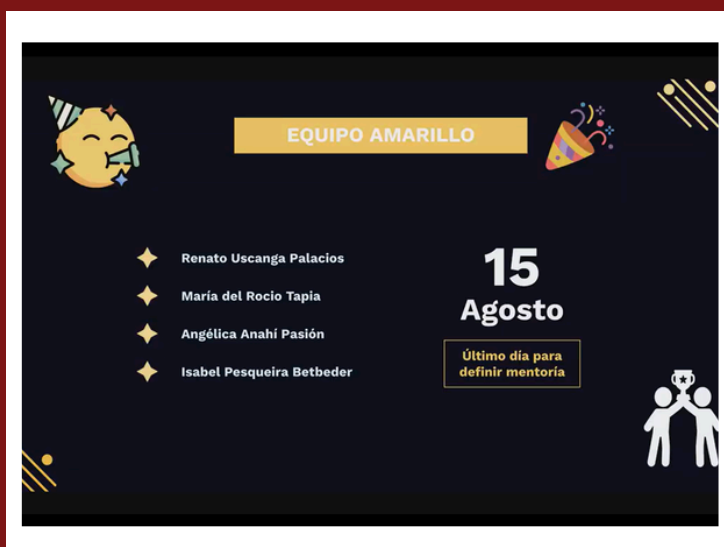 EQUIPO AMARILLO
Renato Uscanga Palacios
María del Rocio Tapia
Angélica Anahí Pasión
Isabel Pesqueira Betbeder
15
Agosto
Último día para
definir mentoría